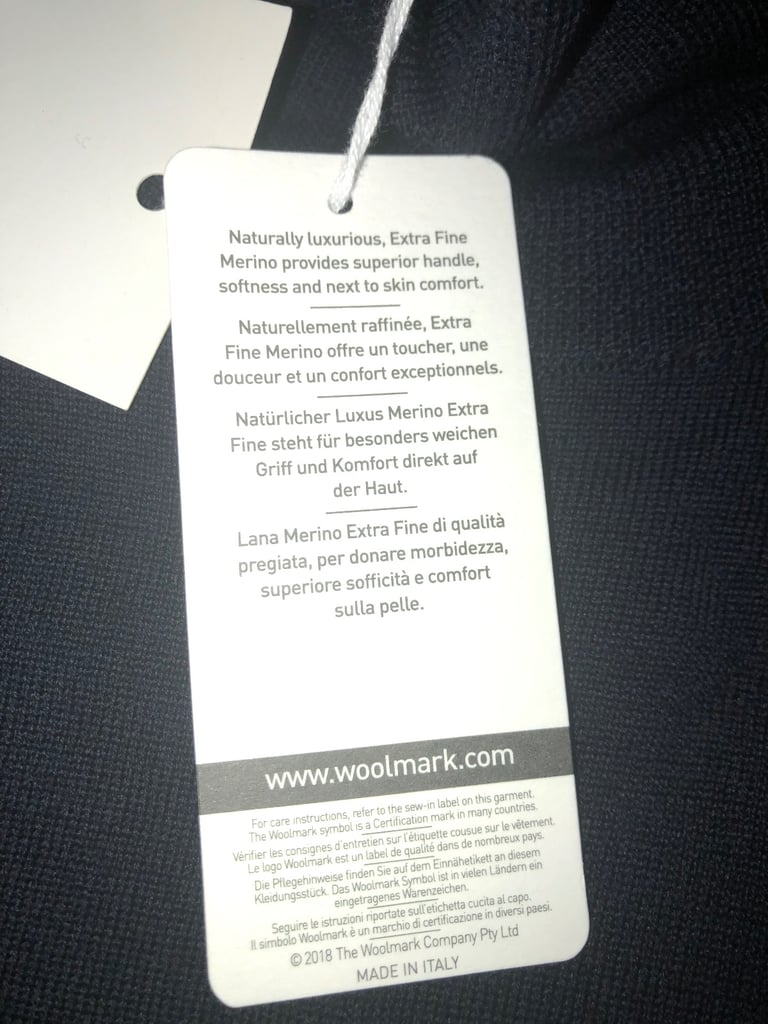 Naturally luxurious, Extra Fine
Merino provides superior handle,
softness and next to skin comfort.
Naturellement raffinée, Extra
Fine Merino offre un toucher, une
douceur et un confort exceptionnels.
Natürlicher Luxus Merino Extra
Fine steht für besonders weichen
Griff und Komfort direkt auf
der Haut.
Lana Merino Extra Fine di qualità
pregiata, per donare morbidezza,
superiore sofficità e comfort
sulla pelle.
www.woolmark.com
For care instructions, refer to the sew-in label on this garment.
The Woolmark symbol is a Certification mark in many countries.
Vérifier les consignes d'entretien sur l'étiquette cousue sur le vêtement.
Le logo Woolmark est un label de qualité dans de nombreux pays.
Die Pflegehinweise finden Sie auf dem Einnähetikett an diesem
Kleidungsstück. Das Woolmark Symbol ist in vielen Ländern ein
eingetragenes Warenzeichen.
Seguire le istruzioni riportate sull'etichetta cucita al capo.
Il simbolo Woolmark è un marchio di certificazione in diversi paesi.
© 2018 The Woolmark Company Pty Ltd
MADE IN ITALY